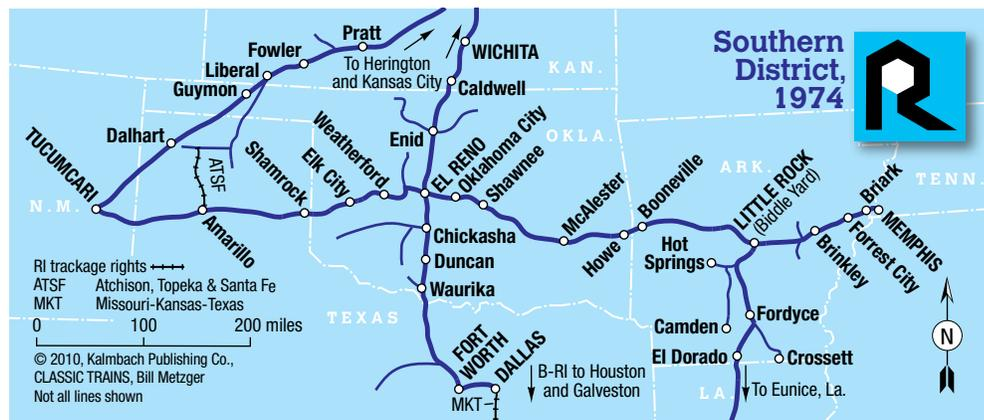 Southern
District,
1974
R
Pratt
Fowler
Liberal
Guymon
To Herington
and Kansas City
WICHITA
Caldwell
KAN.
Dalhart
Enid
OKLA.
TUCUMCARI
ATSF
Shamrock
Elk City
Weatherford
EL RENO
Oklahoma City
Shawnee
McAlester
Howe
Booneville
ARK.
LITTLE ROCK
(Biddle Yard)
Briark
TENN.
N.M.
Amarillo
Chickasha
Duncan
Waurika
Hot
Springs
Brinkley
Forrest City
MEMPHIS
RI trackage rights
ATSF Atchison, Topeka & Santa Fe
MKT Missouri-Kansas-Texas
0 100 200 miles
TEXAS
Camden
Fordyce
El Dorado
Crossett
N
© 2010, Kalmbach Publishing Co.,
CLASSIC TRAINS, Bill Metzger
Not all lines shown
FORT
WORTH
DALLAS
MKT
B-RI to Houston
and Galveston
LA.
To Eunice, La.